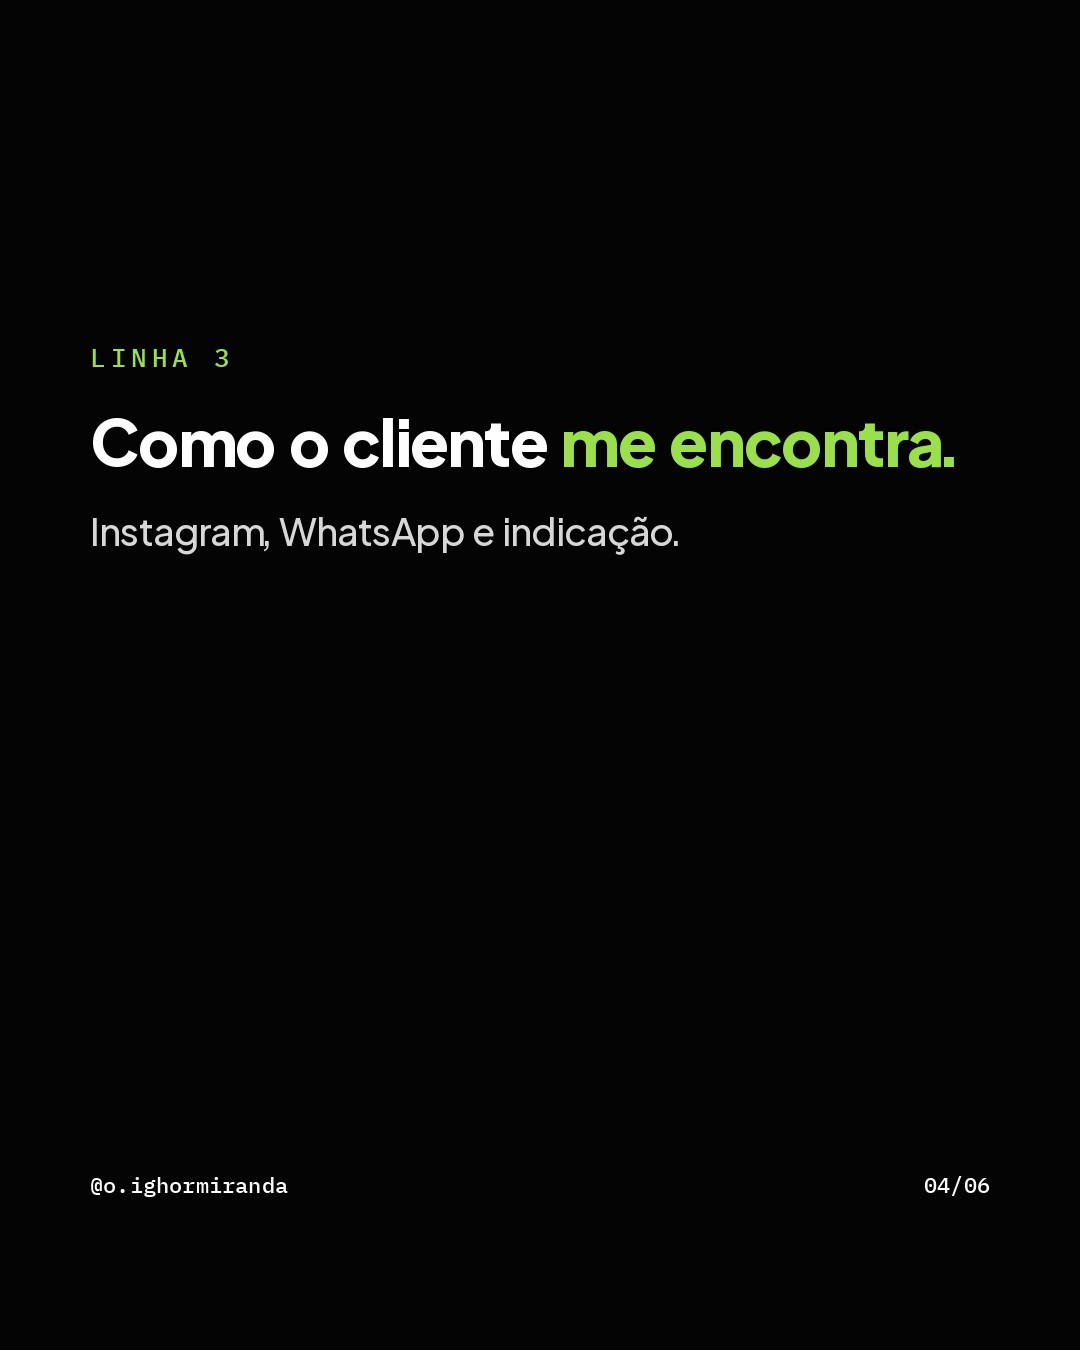 LINHA 3
Como o cliente me encontra.
Instagram, WhatsApp e indicação.
@o.ighormiranda
04/06